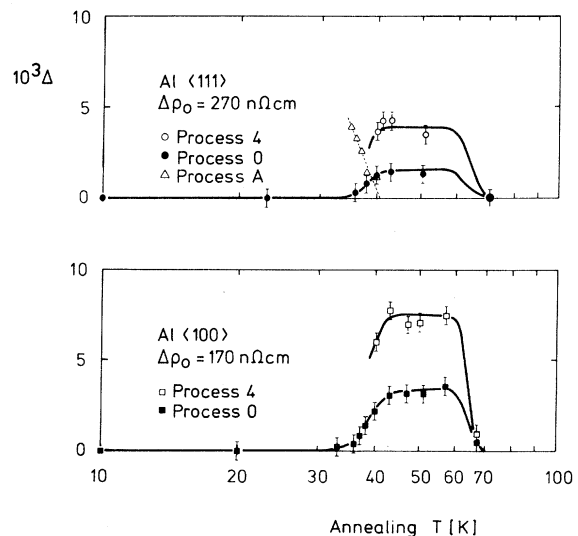 10
10³Δ
5
0
Al ⟨111⟩
Δρ₀ = 270 nΩcm
○ Process 4
● Process 0
△ Process A
10
5
0
Al ⟨100⟩
Δρ₀ = 170 nΩcm
□ Process 4
■ Process 0
10 20 30 40 50 60 70 100
Annealing T [K]